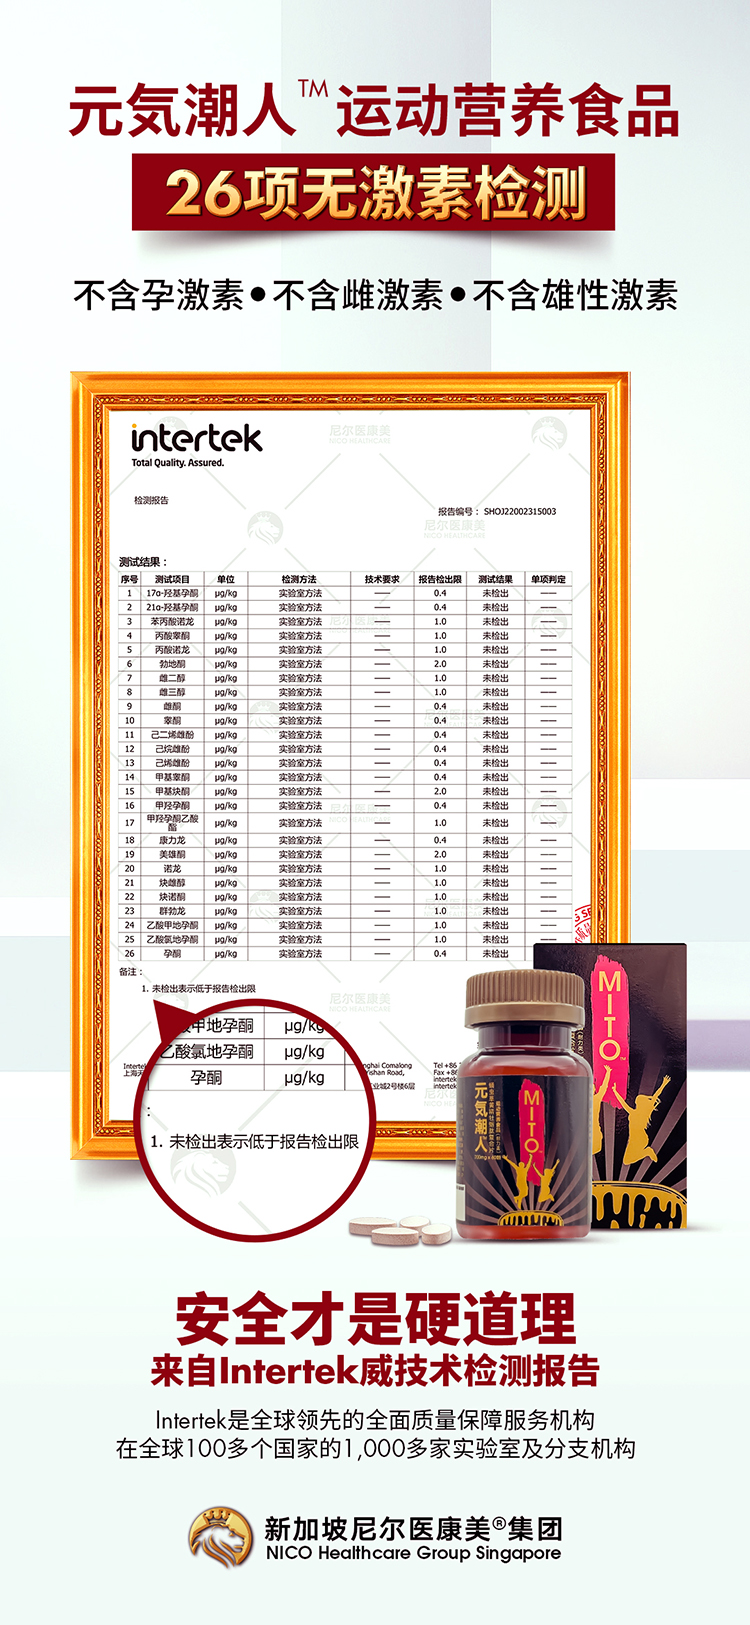 元気潮人™运动营养食品
26项无激素检测
不含孕激素●不含雌激素●不含雄性激素
intertek
Total Quality. Assured.
尼尔医康美
NICO HEALTHCARE
检测报告
报告编号： SHOJ22002315003
尼尔医康美
NICO HEALTHCARE
测试结果：
序号 测试项目 单位 检测方法 技术要求 报告检出限 测试结果 单项判定
1 17α-羟基孕酮 μg/kg 实验室方法 —— 0.4 未检出 ——
2 21α-羟基孕酮 μg/kg 实验室方法 —— 0.4 未检出 ——
3 苯丙酸诺龙 μg/kg 实验室方法 —— 1.0 未检出 ——
4 丙酸睾酮 μg/kg 实验室方法 —— 1.0 未检出 ——
5 丙酸诺龙 μg/kg 实验室方法 —— 1.0 未检出 ——
6 勃地酮 μg/kg 实验室方法 —— 2.0 未检出 ——
7 雌二醇 μg/kg 实验室方法 —— 1.0 未检出 ——
8 雌三醇 μg/kg 实验室方法 —— 1.0 未检出 ——
9 雌酮 μg/kg 实验室方法 —— 0.4 未检出 ——
10 睾酮 μg/kg 实验室方法 —— 0.4 未检出 ——
11 己二烯雌酚 μg/kg 实验室方法 —— 0.4 未检出 ——
12 己烷雌酚 μg/kg 实验室方法 —— 0.4 未检出 ——
13 己烯雌酚 μg/kg 实验室方法 —— 0.4 未检出 ——
14 甲基睾酮 μg/kg 实验室方法 —— 0.4 未检出 ——
15 甲基炔酮 μg/kg 实验室方法 —— 2.0 未检出 ——
16 甲羟孕酮 μg/kg 实验室方法 —— 0.4 未检出 ——
17 甲羟孕酮乙酸酯 μg/kg 实验室方法 —— 1.0 未检出 ——
18 康力龙 μg/kg 实验室方法 —— 0.4 未检出 ——
19 美雄酮 μg/kg 实验室方法 —— 2.0 未检出 ——
20 诺龙 μg/kg 实验室方法 —— 1.0 未检出 ——
21 炔雌醇 μg/kg 实验室方法 —— 1.0 未检出 ——
22 炔诺酮 μg/kg 实验室方法 —— 1.0 未检出 ——
23 群勃龙 μg/kg 实验室方法 —— 1.0 未检出 ——
24 乙酸甲地孕酮 μg/kg 实验室方法 —— 1.0 未检出 ——
25 乙酸氯地孕酮 μg/kg 实验室方法 —— 1.0 未检出 ——
26 孕酮 μg/kg 实验室方法 —— 0.4 未检出 ——
备注：
1. 未检出表示低于报告检出限
尼尔医康美
NICO HEALTHCARE
甲地孕酮 μg/kg
乙酸氯地孕酮 μg/kg
孕酮 μg/kg
：
1. 未检出表示低于报告检出限
MITO™
元気潮人
MITO
安全才是硬道理
来自Intertek威技术检测报告
Intertek是全球领先的全面质量保障服务机构
在全球100多个国家的1,000多家实验室及分支机构
新加坡尼尔医康美®集团
NICO Healthcare Group Singapore